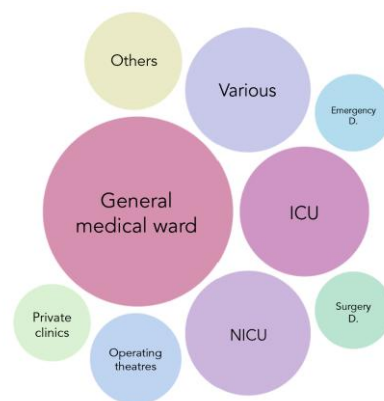 Others
Various
Emergency
D.
General
medical ward
ICU
Surgery
D.
Private
clinics
NICU
Operating
theatres